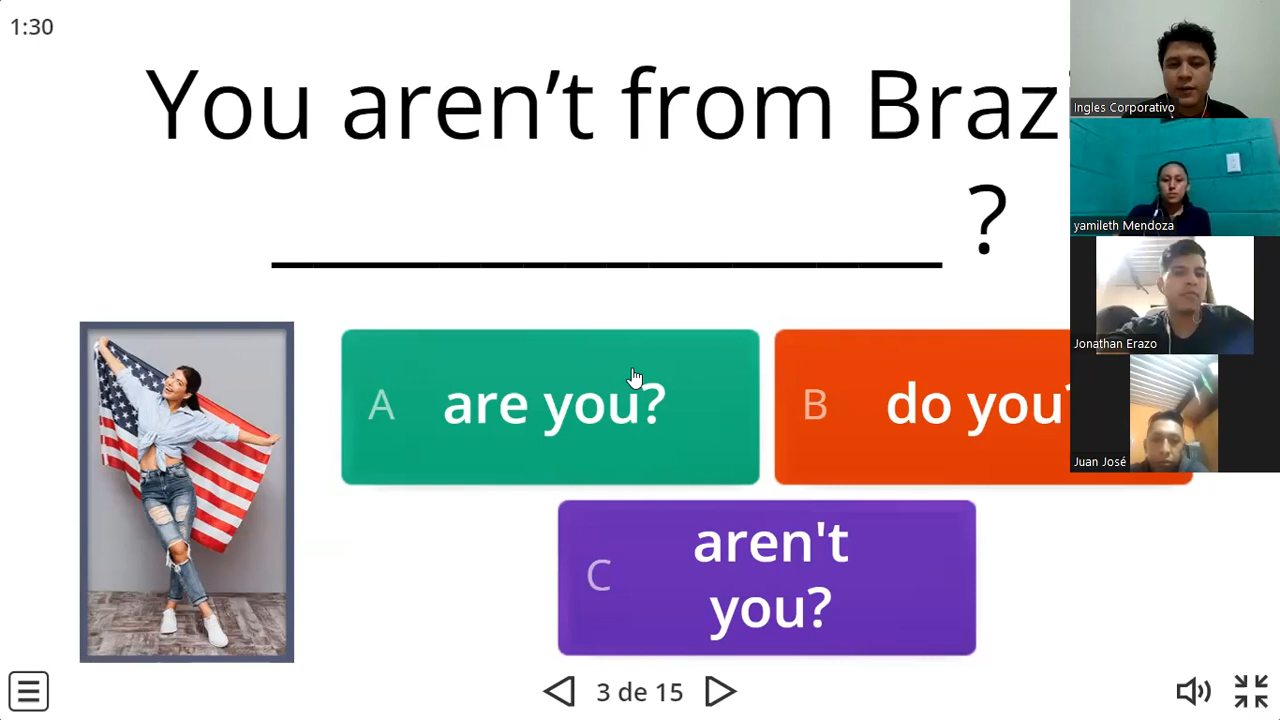 1:30
You aren’t from
____________________ ?
A are you?
B do you
C aren't
you?
3 de 15
Ingles Corporativo
yamileth Mendoza
Jonathan Erazo
Juan José